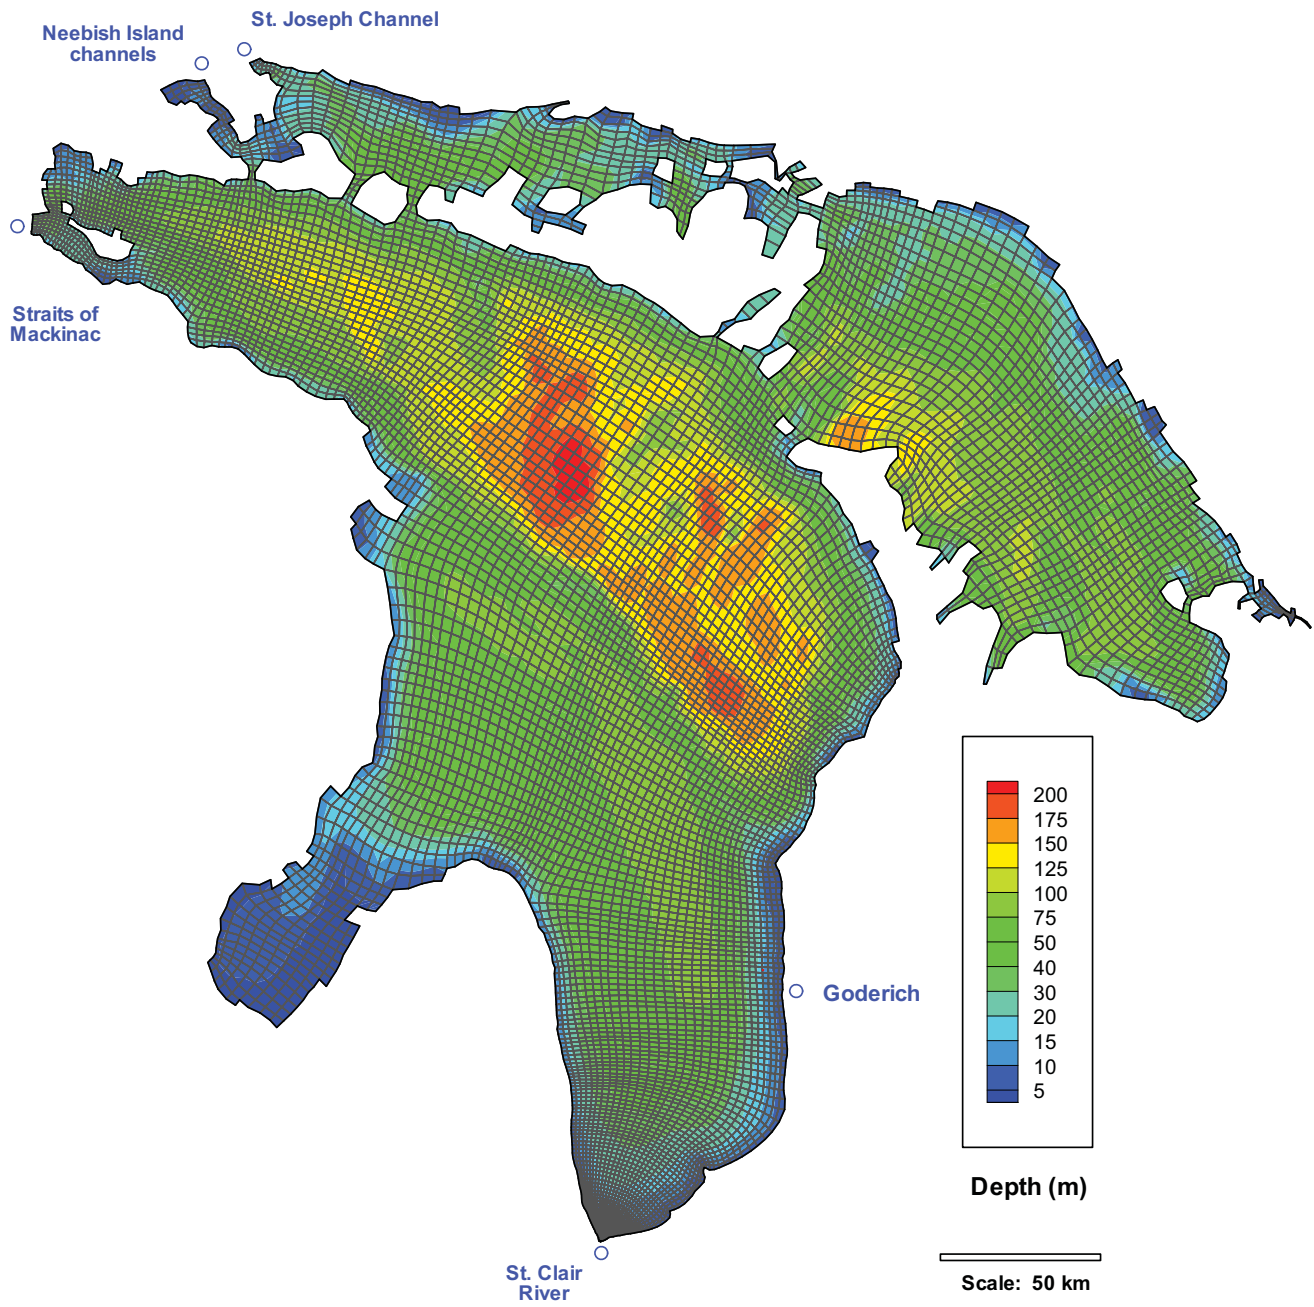 St. Joseph Channel
Neebish Island
channels
Straits of
Mackinac
Goderich
200
175
150
125
100
75
50
40
30
20
15
10
5
Depth (m)
Scale: 50 km
St. Clair
River